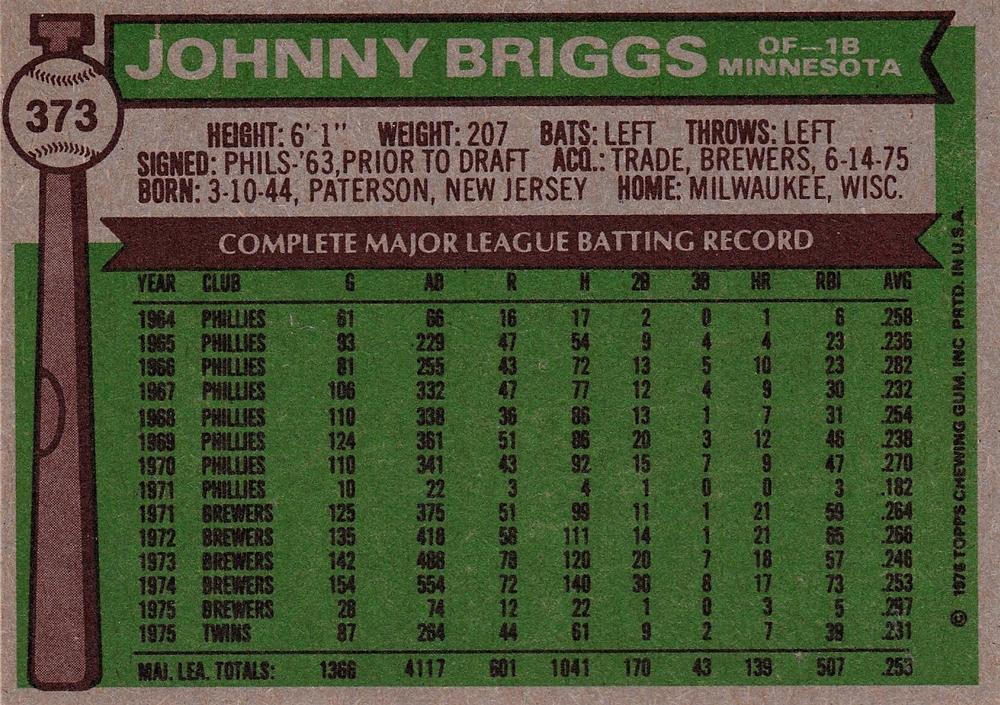 373
JOHNNY BRIGGS OF—1B
MINNESOTA
HEIGHT: 6' 1" WEIGHT: 207 BATS: LEFT THROWS: LEFT
SIGNED: PHILS-'63, PRIOR TO DRAFT ACQ.: TRADE, BREWERS, 6-14-75
BORN: 3-10-44, PATERSON, NEW JERSEY HOME: MILWAUKEE, WISC.
COMPLETE MAJOR LEAGUE BATTING RECORD
YEAR CLUB G AB R H 2B 3B HR RBI AVG
1964 PHILLIES 61 66 16 17 2 0 1 6 .258
1965 PHILLIES 93 229 47 54 9 4 4 23 .236
1966 PHILLIES 81 255 43 72 13 5 10 23 .282
1967 PHILLIES 106 332 47 77 12 4 9 30 .232
1968 PHILLIES 110 338 36 86 13 1 7 31 .254
1969 PHILLIES 124 361 51 86 20 3 12 46 .238
1970 PHILLIES 110 341 43 92 15 7 9 47 .270
1971 PHILLIES 10 22 3 4 1 0 0 3 .182
1971 BREWERS 125 375 51 99 11 1 21 59 .264
1972 BREWERS 135 418 58 111 14 1 21 65 .266
1973 BREWERS 142 488 78 120 20 7 18 57 .246
1974 BREWERS 154 554 72 140 30 8 17 73 .253
1975 BREWERS 28 74 12 22 1 0 3 5 .297
1975 TWINS 87 264 44 61 9 2 7 39 .231
MAJ. LEA. TOTALS: 1366 4117 601 1041 170 43 139 507 .253
© 1976 TOPPS CHEWING GUM, INC PRTD. IN U.S.A.